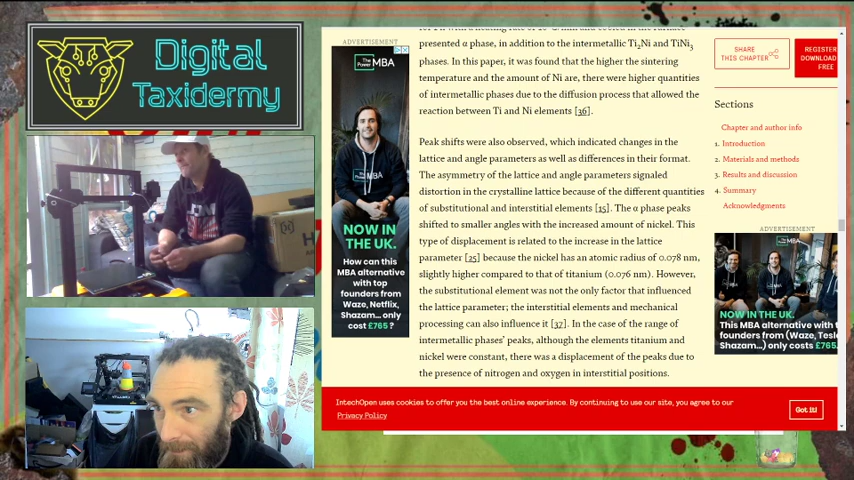 Digital
Taxidermy
ADVERTISEMENT
The Power MBA
NOW IN
THE UK.
How can this
MBA alternative
with top
founders from
Waze, Netflix,
Shazam... only
cost £765 ?
presented α phase, in addition to the intermetallic Ti2Ni and TiNi3
phases. In this paper, it was found that the higher the sintering
temperature and the amount of Ni are, there were higher quantities
of intermetallic phases due to the diffusion process that allowed the
reaction between Ti and Ni elements [36].
Peak shifts were also observed, which indicated changes in the
lattice and angle parameters as well as differences in their format.
The asymmetry of the lattice and angle parameters signaled
distortion in the crystalline lattice because of the different quantities
of substitutional and interstitial elements [15]. The α phase peaks
shifted to smaller angles with the increased amount of nickel. This
type of displacement is related to the increase in the lattice
parameter [25] because the nickel has an atomic radius of 0.078 nm,
slightly higher compared to that of titanium (0.076 nm). However,
the substitutional element was not the only factor that influenced
the lattice parameter; the interstitial elements and mechanical
processing can also influence it [37]. In the case of the range of
intermetallic phases' peaks, although the elements titanium and
nickel were constant, there was a displacement of the peaks due to
the presence of nitrogen and oxygen in interstitial positions.
SHARE
THIS CHAPTER
REGISTER
DOWNLOAD
FREE
Sections
Chapter and author info
1. Introduction
2. Materials and methods
3. Results and discussion
4. Summary
Acknowledgments
ADVERTISEMENT
NOW IN THE UK.
This MBA alternative with
founders from (Waze, Tesl
Shazam...) only costs £765.
IntechOpen uses cookies to offer you the best online experience. By continuing to use our site, you agree to our
Privacy Policy
Got it!